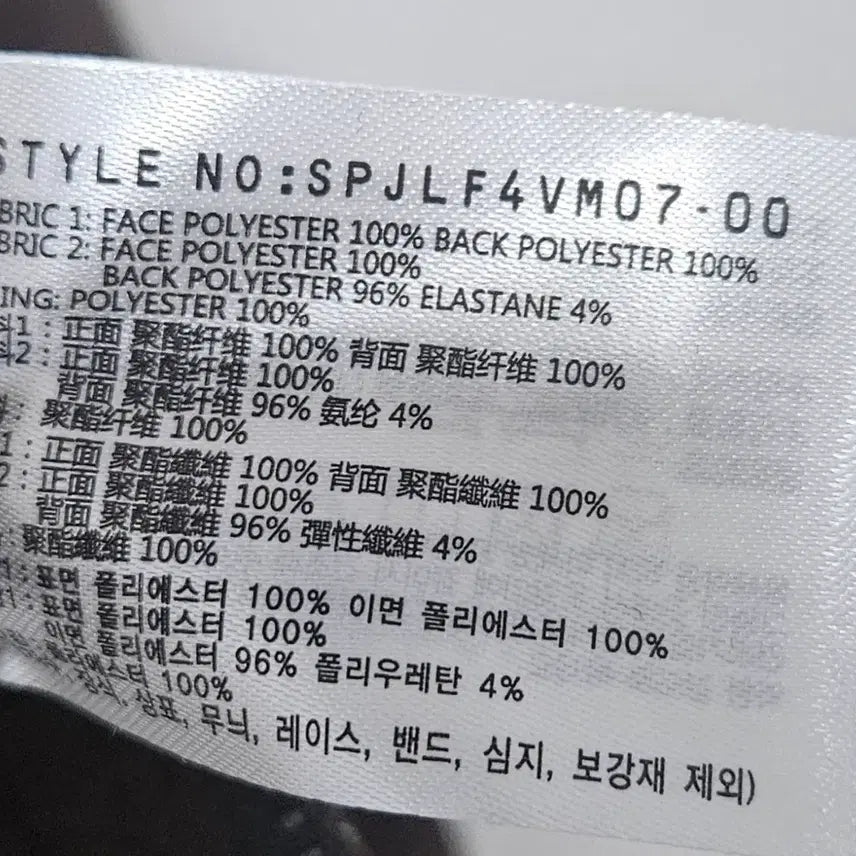 STYLE NO:SPJLF4VM07-00
BRIC 1: FACE POLYESTER 100% BACK POLYESTER 100%
BRIC 2: FACE POLYESTER 100%
BACK POLYESTER 96% ELASTANE 4%
ING: POLYESTER 100%
料1 : 正面 聚酯纤维 100% 背面 聚酯纤维 100%
料2 : 正面 聚酯纤维 100%
背面 聚酯纤维 96% 氨纶 4%
: 聚酯纤维 100%
1 : 正面 聚酯纖維 100% 背面 聚酯纖維 100%
2 : 正面 聚酯纖維 100%
背面 聚酯纖維 96% 彈性纖維 4%
: 聚酯纖維 100%
표면 폴리에스터 100% 이면 폴리에스터 100%
표면 폴리에스터 100%
이면 폴리에스터 96% 폴리우레탄 4%
100%
상표, 무늬, 레이스, 밴드, 심지, 보강재 제외)